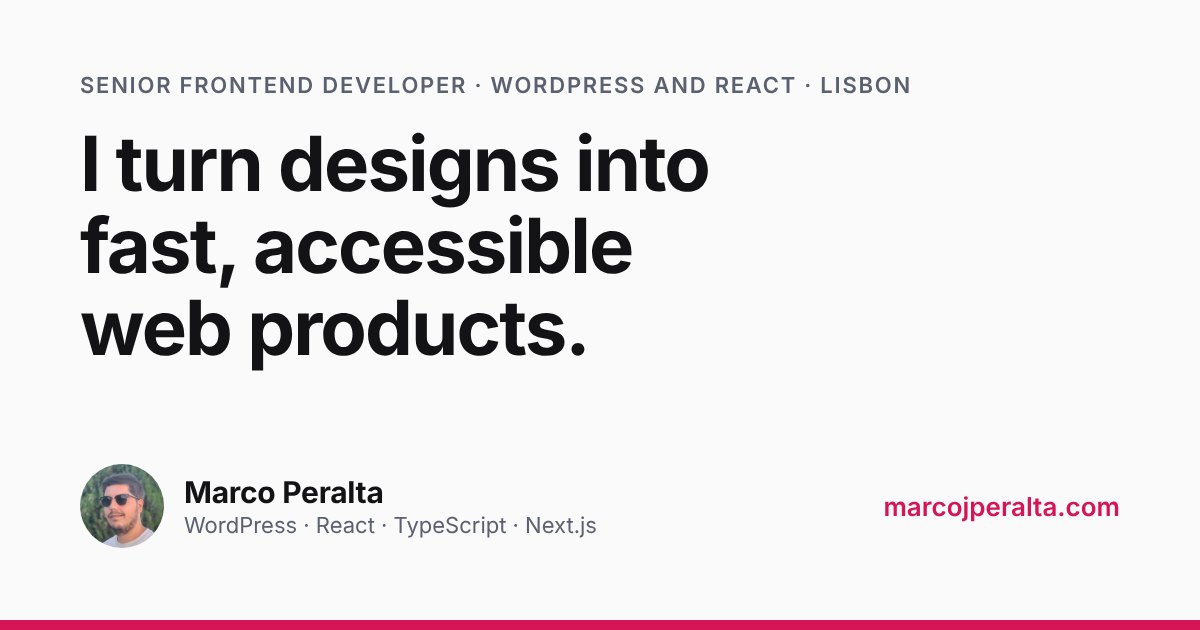 SENIOR FRONTEND DEVELOPER · WORDPRESS AND REACT · LISBON
I turn designs into
fast, accessible
web products.
Marco Peralta
WordPress · React · TypeScript · Next.js
marcojperalta.com